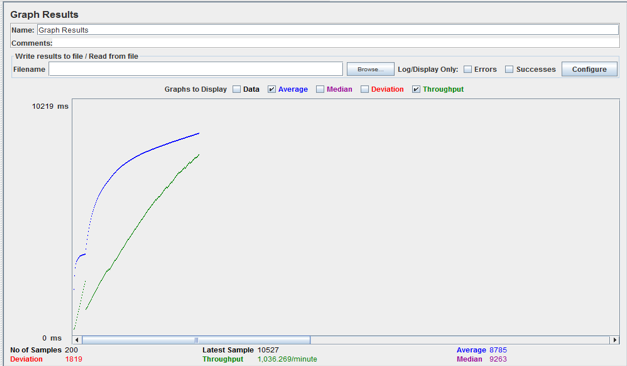 Graph Results
Name: Graph Results
Comments:
Write results to file / Read from file
Filename Browse... Log/Display Only: Errors Successes Configure
Graphs to Display Data Average Median Deviation Throughput
10219 ms
0 ms
No of Samples 200 Latest Sample 10527 Average 8785
Deviation 1819 Throughput 1,036.269/minute Median 9263